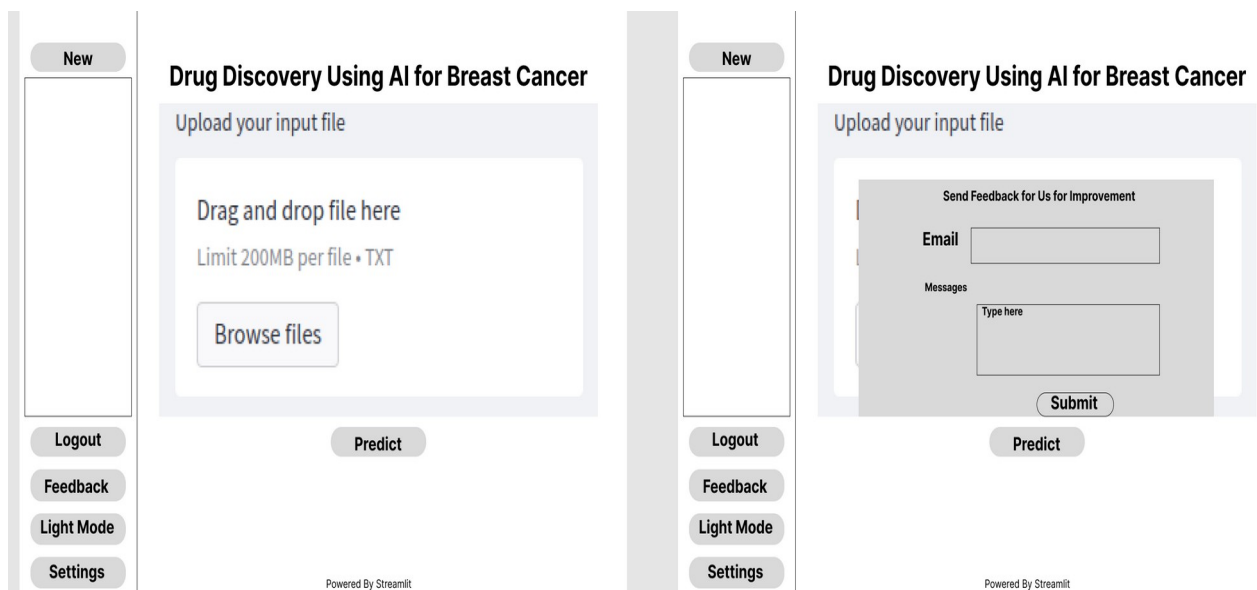 New
Drug Discovery Using AI for Breast Cancer
Upload your input file
Drag and drop file here
Limit 200MB per file • TXT
Browse files
Logout
Predict
Feedback
Light Mode
Settings
Powered By Streamlit
New
Drug Discovery Using AI for Breast Cancer
Upload your input file
Send Feedback for Us for Improvement
Email
Messages
Type here
Submit
Logout
Predict
Feedback
Light Mode
Settings
Powered By Streamlit